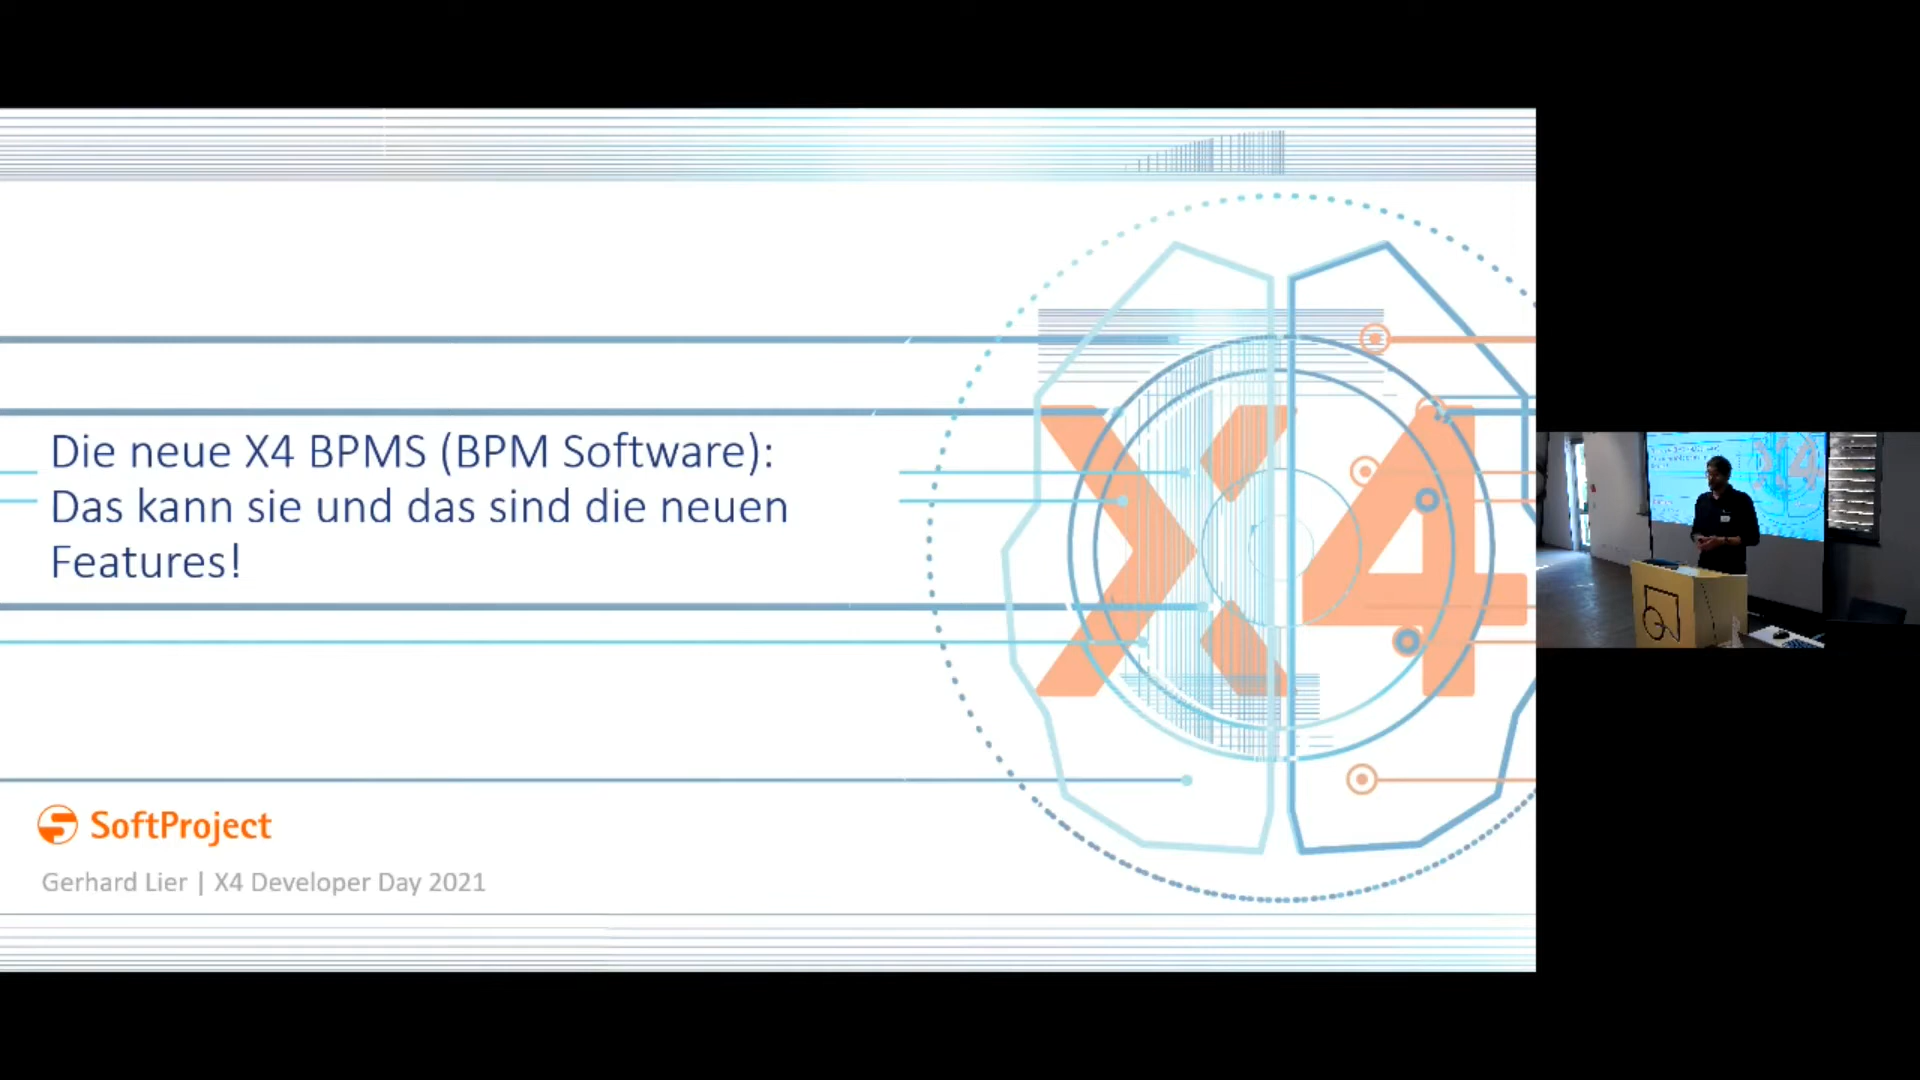 Die neue X4 BPMS (BPM Software):
Das kann sie und das sind die neuen
Features!
X4
SoftProject
Gerhard Lier | X4 Developer Day 2021